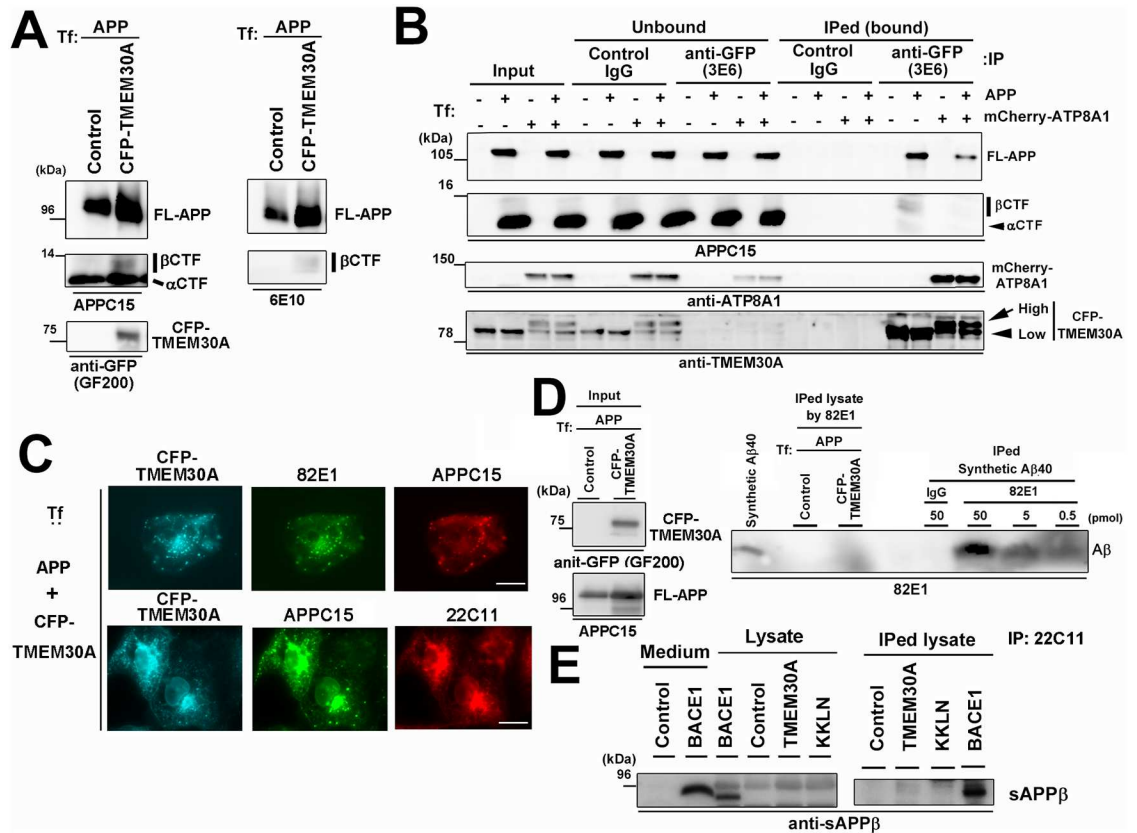 A
Tf:
APP
Control
CFP-TMEM30A
(kDa)
96
FL-APP
14
βCTF
αCTF
APPC15
75
CFP-
TMEM30A
anti-GFP
(GF200)
APP
Control
CFP-TMEM30A
FL-APP
βCTF
6E10
B
Unbound
IPed (bound)
Input
Control
IgG
anti-GFP
(3E6)
Control
IgG
anti-GFP
(3E6)
:IP
Tf:
- + - + - + - + - + - + - + - + - + - + APP
- - + + - - + + - - + + - - + + - - + + mCherry-ATP8A1
(kDa)
105
FL-APP
16
βCTF
αCTF
APPC15
150
mCherry-
ATP8A1
anti-ATP8A1
78
High
Low
CFP-
TMEM30A
anti-TMEM30A
C
Tf
:
APP
+
CFP-
TMEM30A
CFP-
TMEM30A
82E1
APPC15
CFP-
TMEM30A
APPC15
22C11
D
Input
Tf:
APP
Control
CFP-
TMEM30A
(kDa)
75
CFP-
TMEM30A
anit-GFP (GF200)
96
FL-APP
APPC15
Synthetic Aβ40
IPed lysate
by 82E1
Tf:
APP
Control
CFP-
TMEM30A
IPed
Synthetic Aβ40
IgG
82E1
50 50 5 0.5 (pmol)
Aβ
82E1
E
Medium
Lysate
IPed lysate
IP: 22C11
Control
BACE1
BACE1
Control
TMEM30A
KKLN
Control
TMEM30A
KKLN
BACE1
(kDa)
96
sAPPβ
anti-sAPPβ